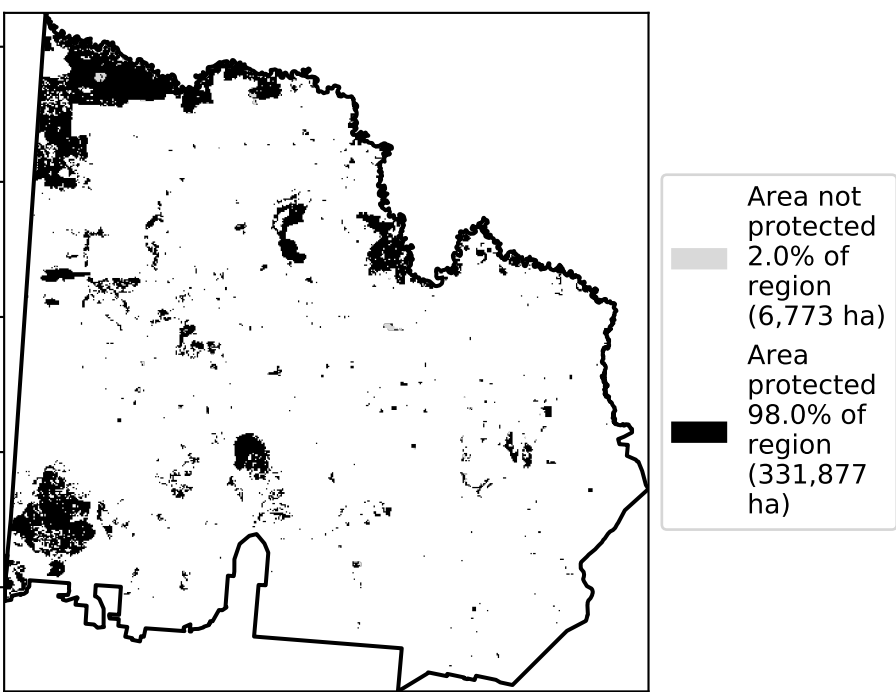 Area not
protected
2.0% of
region
(6,773 ha)
Area
protected
98.0% of
region
(331,877
ha)